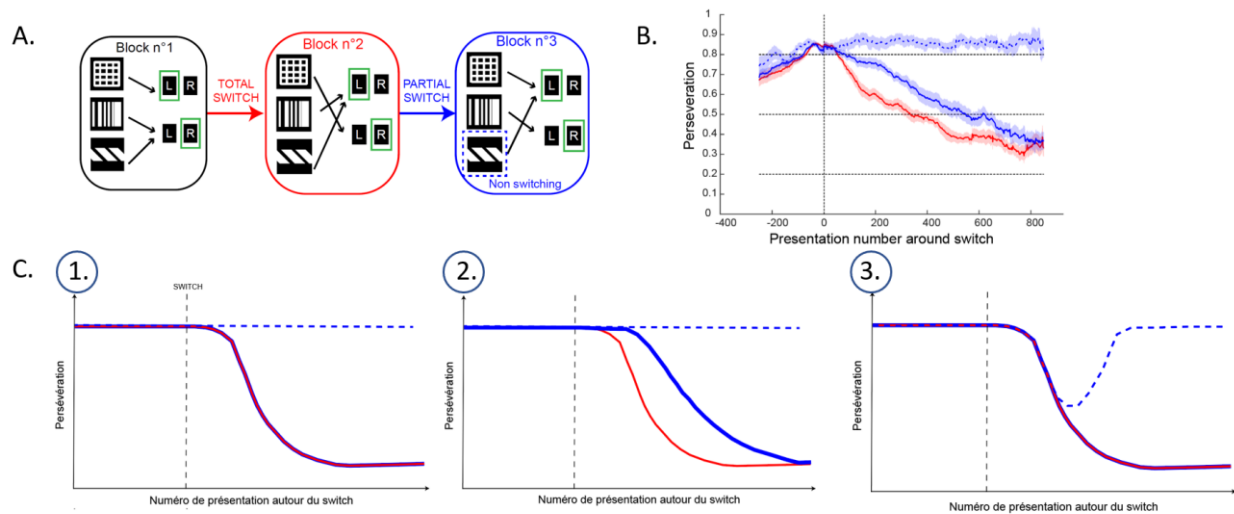 A.
Block n°1
L R
L R
TOTAL
SWITCH
Block n°2
L R
L R
PARTIAL
SWITCH
Block n°3
L R
L R
Non switching
B.
Perseveration
1
0.9
0.8
0.7
0.6
0.5
0.4
0.3
0.2
0.1
0
-400 -200 0 200 400 600 800
Presentation number around switch
C.
1.
SWITCH
Persévération
Numéro de présentation autour du switch
2.
Persévération
Numéro de présentation autour du switch
3.
Persévération
Numéro de présentation autour du switch